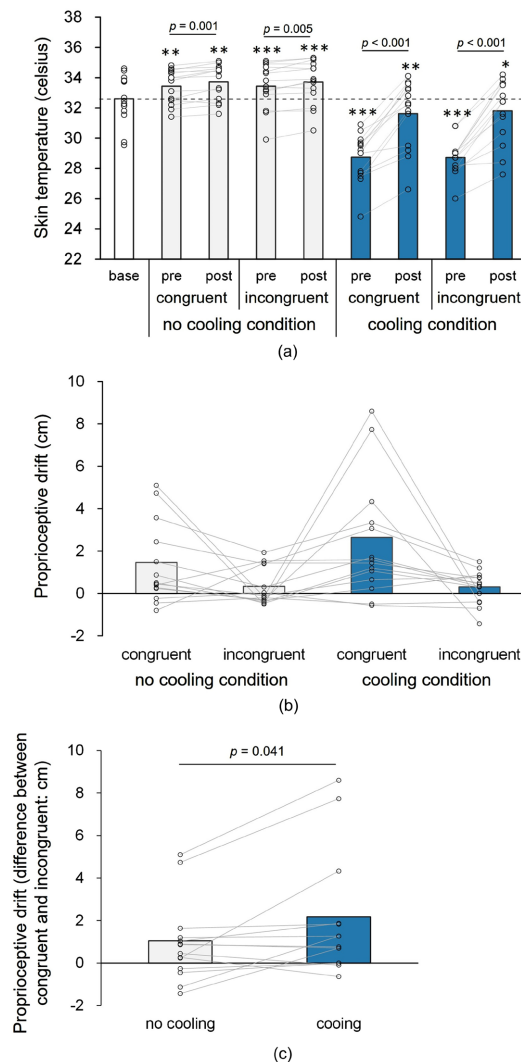 38
36
34
32
30
28
26
24
22
Skin temperature (celsius)
p = 0.001
p = 0.005
p < 0.001
p < 0.001
** ** *** *** *** ** *** *
base pre post pre post pre post pre post
congruent incongruent congruent incongruent
no cooling condition cooling condition
(a)
10
8
6
4
2
0
-2
Proprioceptive drift (cm)
congruent incongruent congruent incongruent
no cooling condition cooling condition
(b)
10
8
6
4
2
0
-2
Proprioceptive drift (difference between
congruent and incongruent: cm)
p = 0.041
no cooling cooing
(c)